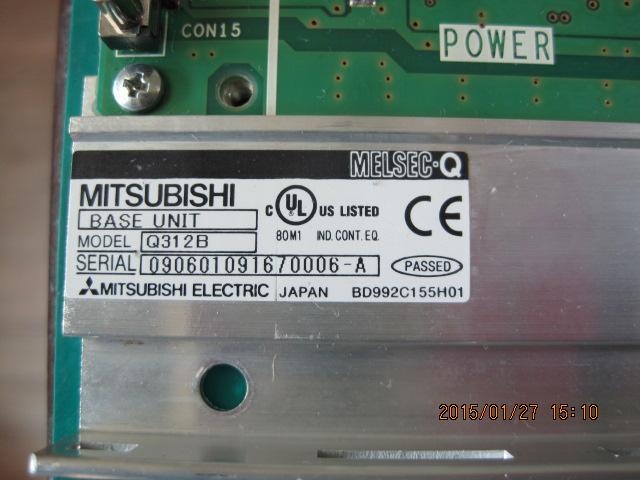 CON15
POWER
MELSEC-Q
MITSUBISHI
BASE UNIT
MODEL Q312B
SERIAL 090601091670006-A
C UL US LISTED
80M1 IND. CONT. EQ.
CE
PASSED
MITSUBISHI ELECTRIC JAPAN BD992C155H01
2015/01/27 15:10